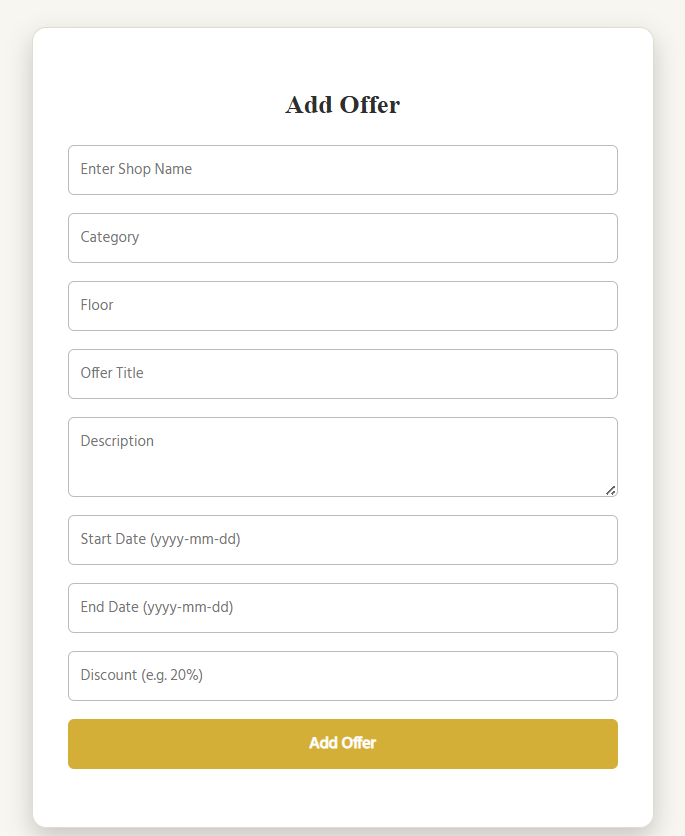 Add Offer
Enter Shop Name
Category
Floor
Offer Title
Description
Start Date (yyyy-mm-dd)
End Date (yyyy-mm-dd)
Discount (e.g. 20%)
Add Offer